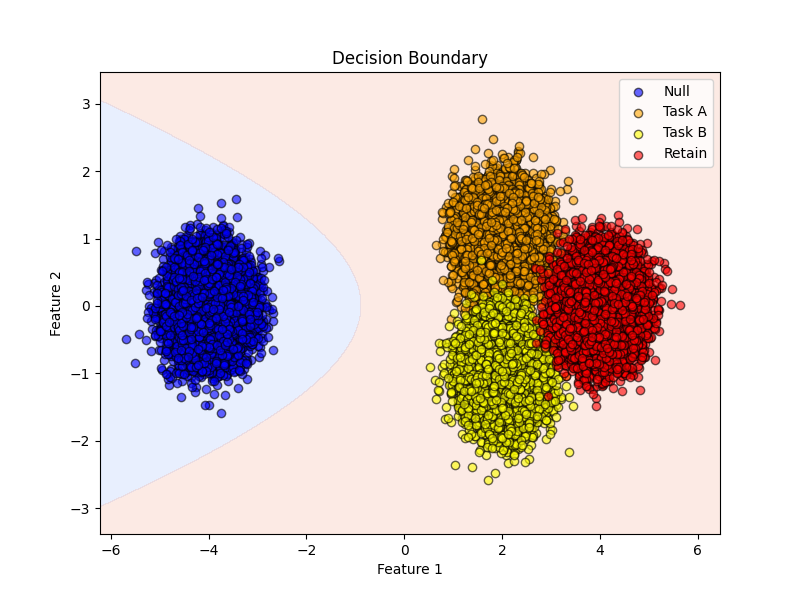 Decision Boundary
Null
Task A
Task B
Retain
3
2
1
0
−1
−2
−3
Feature 2
−6
−4
−2
0
2
4
6
Feature 1